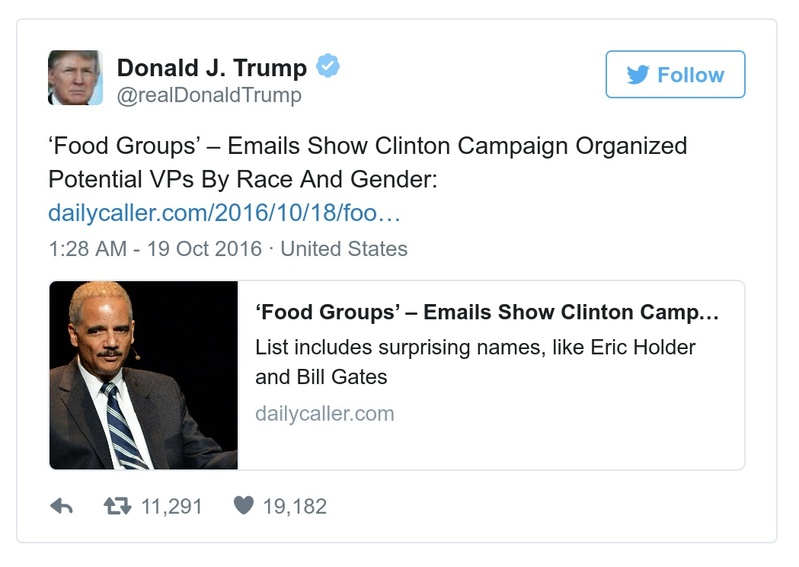 Donald J. Trump
@realDonaldTrump
Follow
‘Food Groups’ – Emails Show Clinton Campaign Organized
Potential VPs By Race And Gender:
dailycaller.com/2016/10/18/foo…
1:28 AM - 19 Oct 2016 · United States
‘Food Groups’ – Emails Show Clinton Camp…
List includes surprising names, like Eric Holder
and Bill Gates
dailycaller.com
11,291 19,182